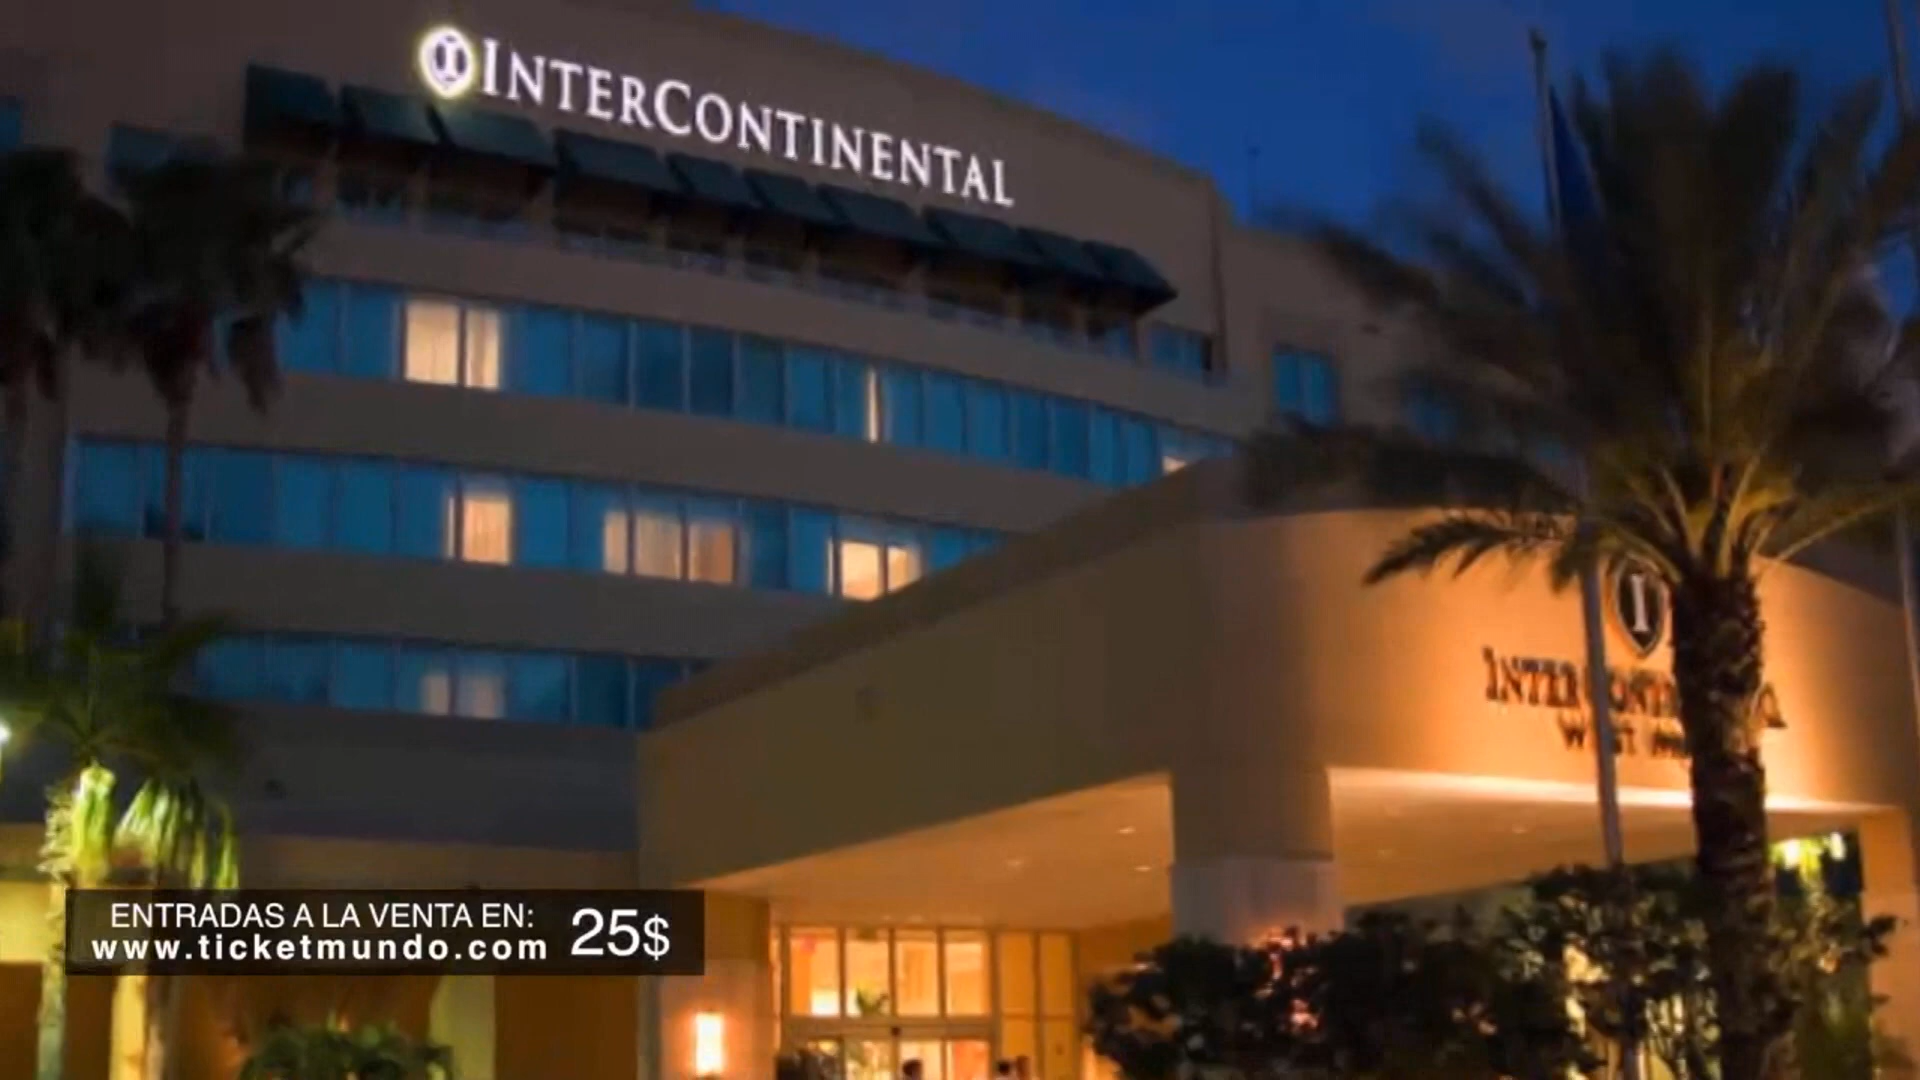 INTERCONTINENTAL
I
ENTRADAS A LA VENTA EN:
www.ticketmundo.com 25$